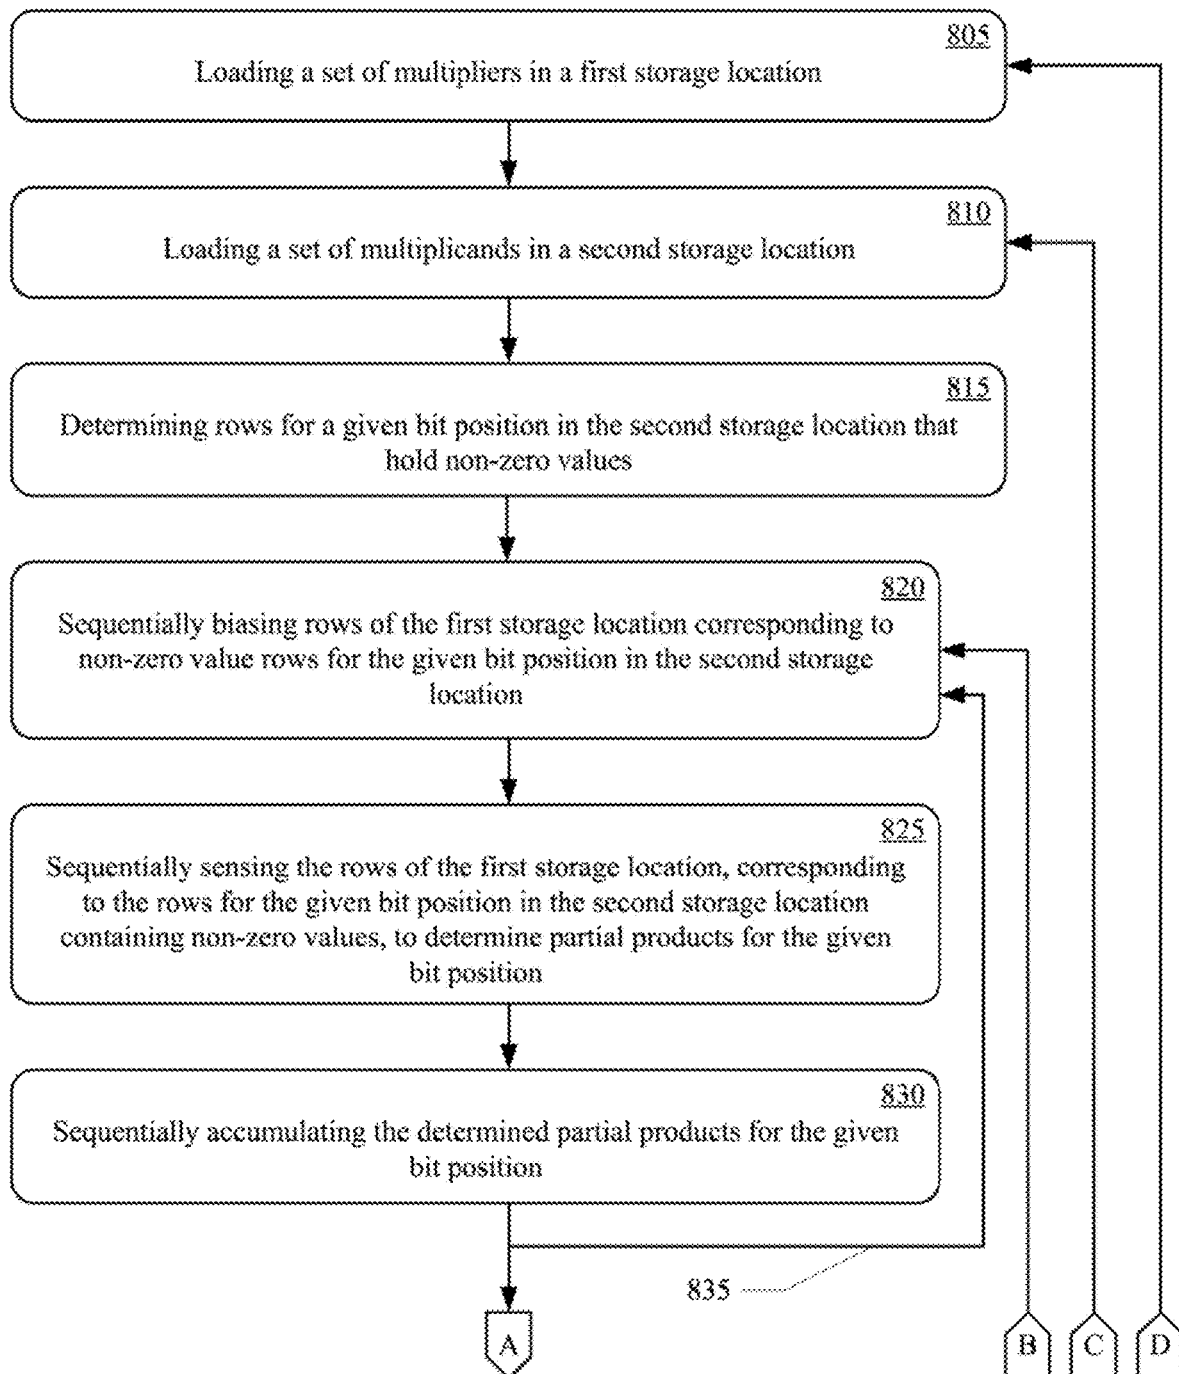 805
Loading a set of multipliers in a first storage location
810
Loading a set of multiplicands in a second storage location
815
Determining rows for a given bit position in the second storage location that
hold non-zero values
820
Sequentially biasing rows of the first storage location corresponding to
non-zero value rows for the given bit position in the second storage
location
825
Sequentially sensing the rows of the first storage location, corresponding
to the rows for the given bit position in the second storage location
containing non-zero values, to determine partial products for the given
bit position
830
Sequentially accumulating the determined partial products for the given
bit position
835
A
B
C
D